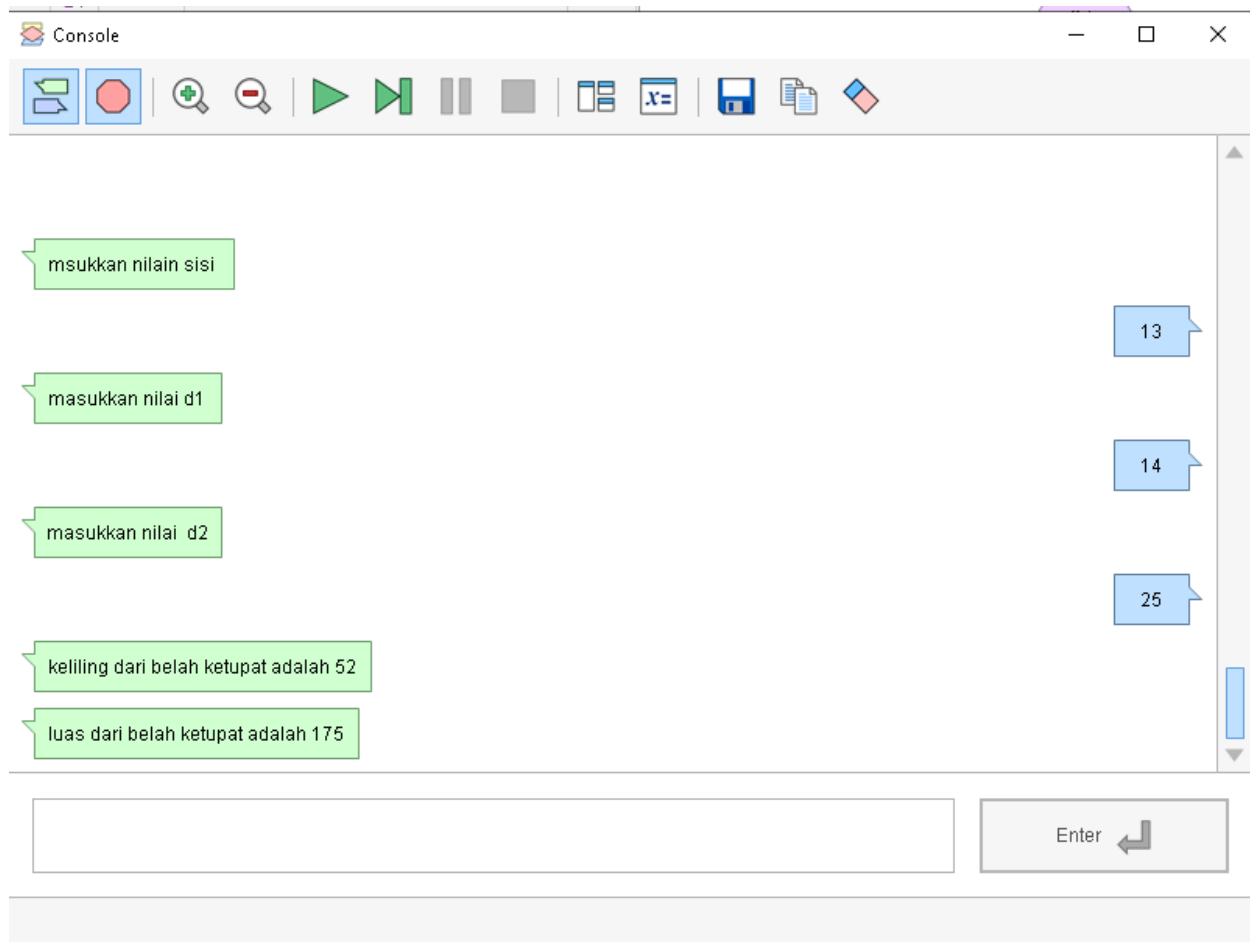 Console
x=
msukkan nilain sisi
13
masukkan nilai d1
14
masukkan nilai  d2
25
keliling dari belah ketupat adalah 52
luas dari belah ketupat adalah 175
Enter